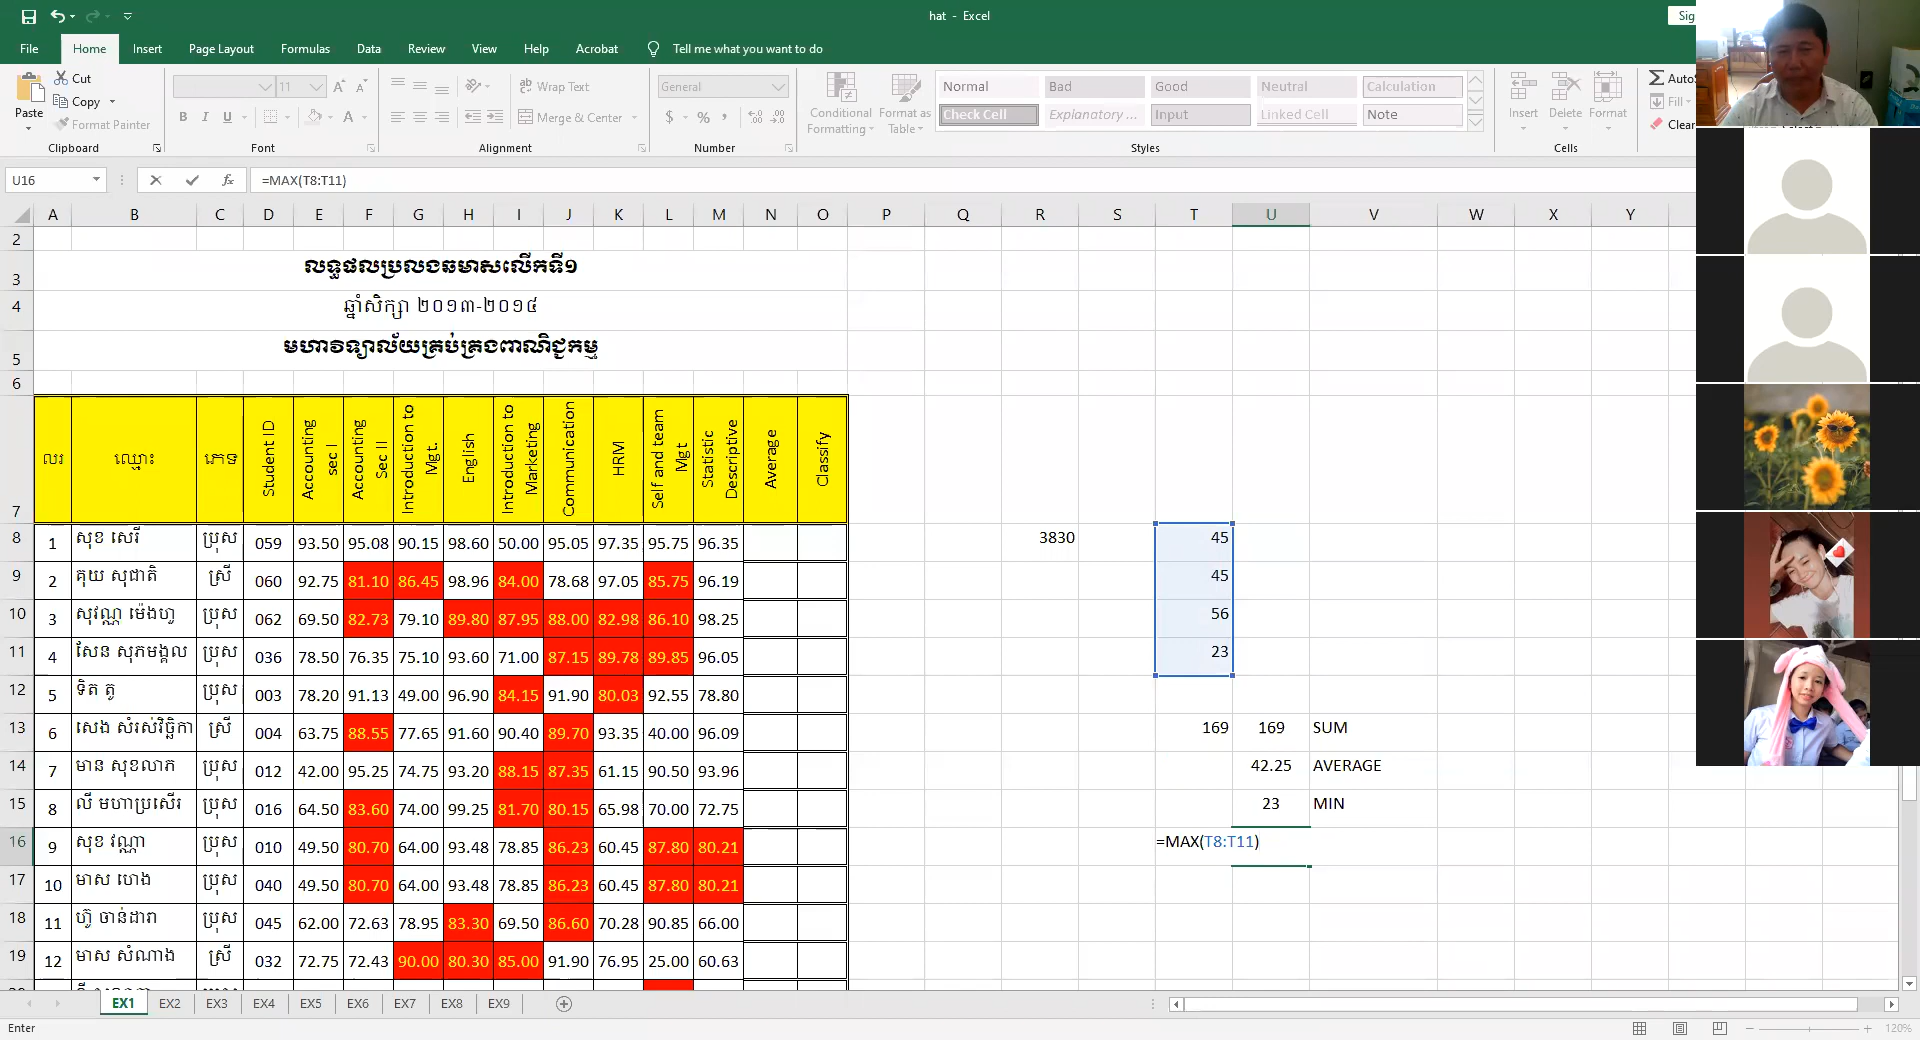 hat - Excel
Sig
File Home Insert Page Layout Formulas Data Review View Help Acrobat Tell me what you want to do
Paste
Cut
Copy
Format Painter
Clipboard
11
Font
Wrap Text
Merge & Center
Alignment
General
Number
Conditional Formatting
Format as Table
Normal Bad Good Neutral Calculation
Check Cell Explanatory ... Input Linked Cell Note
Styles
Insert Delete Format
Cells
Auto
Fill
Clear
U16 =MAX(T8:T11)
A B C D E F G H I J K L M N O P Q R S T U V W X Y
2
3 លទ្ធផលប្រលងឆមាសលើកទី១
4 ឆ្នាំសិក្សា ២០១៣-២០១៤
5 មហាវិទ្យាល័យគ្រប់គ្រងពាណិជ្ជកម្ម
6
7 លរ ឈ្មោះ ភេទ Student ID Accounting sec I Accounting Sec II Introduction to Mgt. English Introduction to Marketing Communication HRM Self and team Mgt Statistic Descriptive Average Classify
8 1 សុខ សេរី ប្រុស 059 93.50 95.08 90.15 98.60 50.00 95.05 97.35 95.75 96.35 3830 45
9 2 គុយ សុជាតិ ស្រី 060 92.75 81.10 86.45 98.96 84.00 78.68 97.05 85.75 96.19 45
10 3 សុវណ្ណ ម៉េងហូ ប្រុស 062 69.50 82.73 79.10 89.80 87.95 88.00 82.98 86.10 98.25 56
11 4 សែន សុភមង្គល ប្រុស 036 78.50 76.35 75.10 93.60 71.00 87.15 89.78 89.85 96.05 23
12 5 ទិត តូ ប្រុស 003 78.20 91.13 49.00 96.90 84.15 91.90 80.03 92.55 78.80
13 6 សេង សំរស់វិច្ឆិកា ស្រី 004 63.75 88.55 77.65 91.60 90.40 89.70 93.35 40.00 96.09 169 169 SUM
14 7 មាន សុខលាភ ប្រុស 012 42.00 95.25 74.75 93.20 88.15 87.35 61.15 90.50 93.96 42.25 AVERAGE
15 8 លី មហាប្រសើរ ប្រុស 016 64.50 83.60 74.00 99.25 81.70 80.15 65.98 70.00 72.75 23 MIN
16 9 សុខ វណ្ណា ប្រុស 010 49.50 80.70 64.00 93.48 78.85 86.23 60.45 87.80 80.21 =MAX(T8:T11)
17 10 មាស ហេង ប្រុស 040 49.50 80.70 64.00 93.48 78.85 86.23 60.45 87.80 80.21
18 11 ហ៊ូ ចាន់ដារា ប្រុស 045 62.00 72.63 78.95 83.30 69.50 86.60 70.28 90.85 66.00
19 12 មាស សំណាង ស្រី 032 72.75 72.43 90.00 80.30 85.00 91.90 76.95 25.00 60.63
EX1 EX2 EX3 EX4 EX5 EX6 EX7 EX8 EX9
Enter
120%